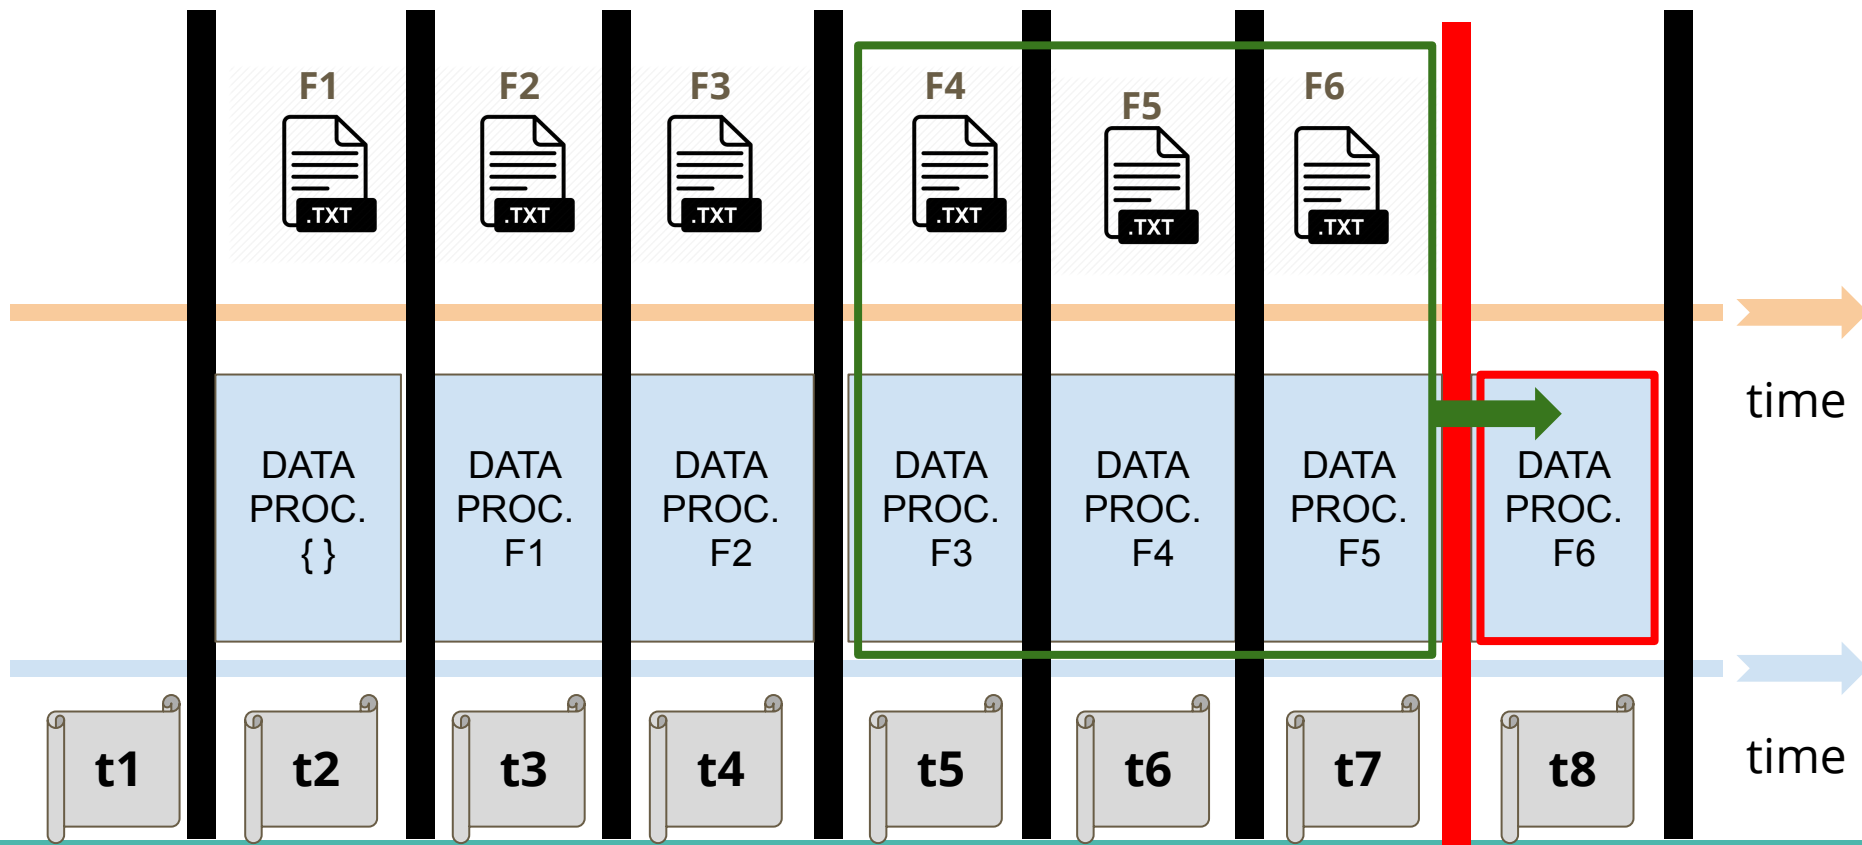 F1
F2
F3
F4
F5
F6
.TXT
.TXT
.TXT
.TXT
.TXT
.TXT
time
DATA
PROC.
{ }
DATA
PROC.
F1
DATA
PROC.
F2
DATA
PROC.
F3
DATA
PROC.
F4
DATA
PROC.
F5
DATA
PROC.
F6
time
t1
t2
t3
t4
t5
t6
t7
t8